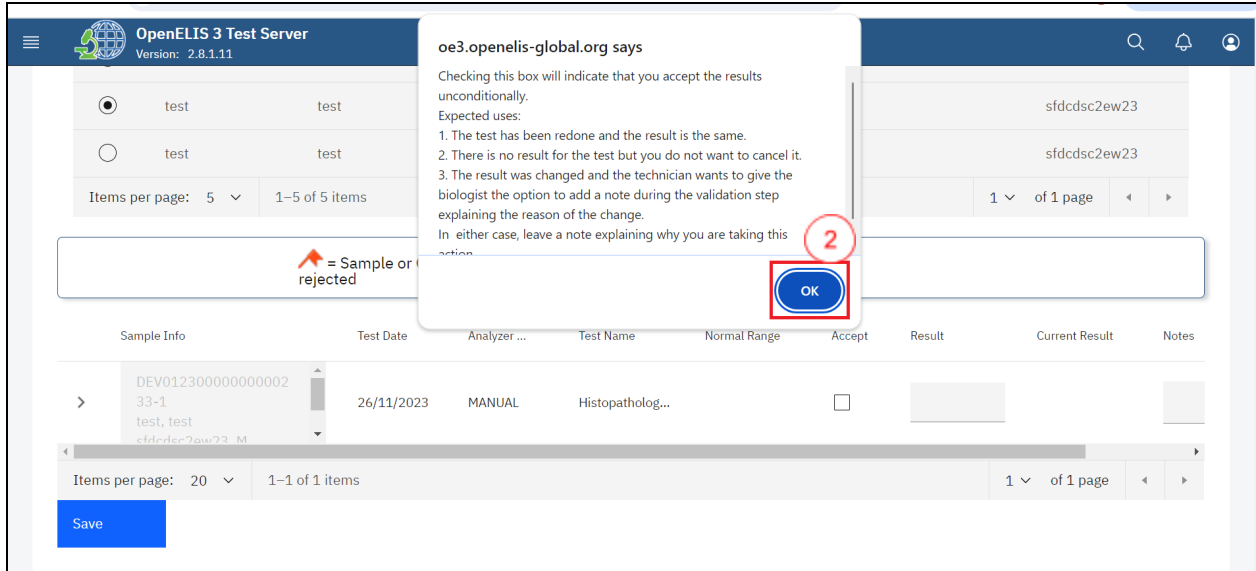 OpenELIS 3 Test Server
Version: 2.8.1.11
oe3.openelis-global.org says
Checking this box will indicate that you accept the results
unconditionally.
Expected uses:
1. The test has been redone and the result is the same.
2. There is no result for the test but you do not want to cancel it.
3. The result was changed and the technician wants to give the
biologist the option to add a note during the validation step
explaining the reason of the change.
In  either case, leave a note explaining why you are taking this
action
2
OK
test test sfdcdsc2ew23
test test sfdcdsc2ew23
Items per page: 5 1–5 of 5 items 1 of 1 page
= Sample or
rejected
Sample Info Test Date Analyzer ... Test Name Normal Range Accept Result Current Result Notes
DEV012300000000002
33-1
test, test
sfdcdsc2ew23, M
26/11/2023 MANUAL Histopatholog...
Items per page: 20 1–1 of 1 items 1 of 1 page
Save